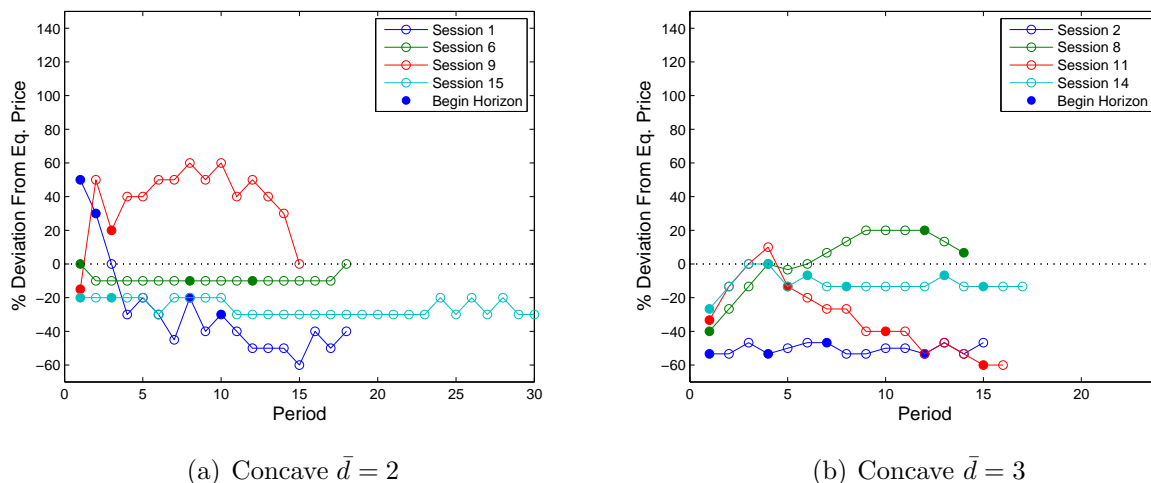 140
120
100
80
60
40
20
0
−20
−40
−60
% Deviation From Eq. Price
0 5 10 15 20 25 30
Period
Session 1
Session 6
Session 9
Session 15
Begin Horizon
(a) Concave d̄ = 2
140
120
100
80
60
40
20
0
−20
−40
−60
% Deviation From Eq. Price
0 5 10 15 20
Period
Session 2
Session 8
Session 11
Session 14
Begin Horizon
(b) Concave d̄ = 3